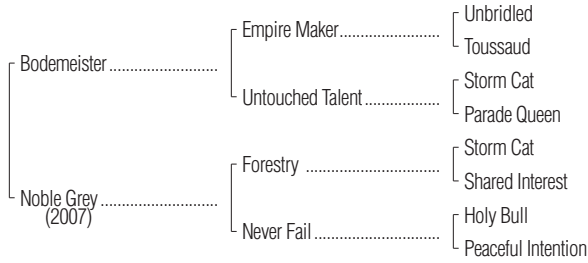 Unbridled
Empire Maker
Toussaud
Bodemeister
Storm Cat
Untouched Talent
Parade Queen
Storm Cat
Forestry
Shared Interest
Noble Grey
(2007)
Holy Bull
Never Fail
Peaceful Intention